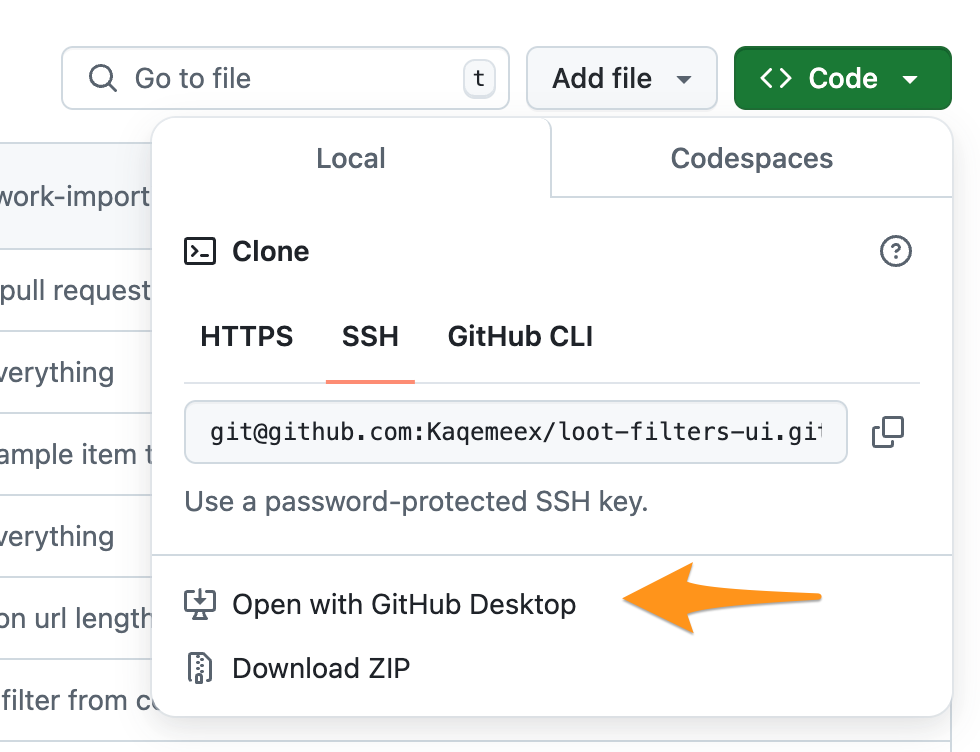 Go to file t Add file Code
Local Codespaces
work-import
Clone
pull request
HTTPS SSH GitHub CLI
verything
git@github.com:Kaqemeex/loot-filters-ui.git
ample item t
Use a password-protected SSH key.
verything
Open with GitHub Desktop
on url length
Download ZIP
filter from co